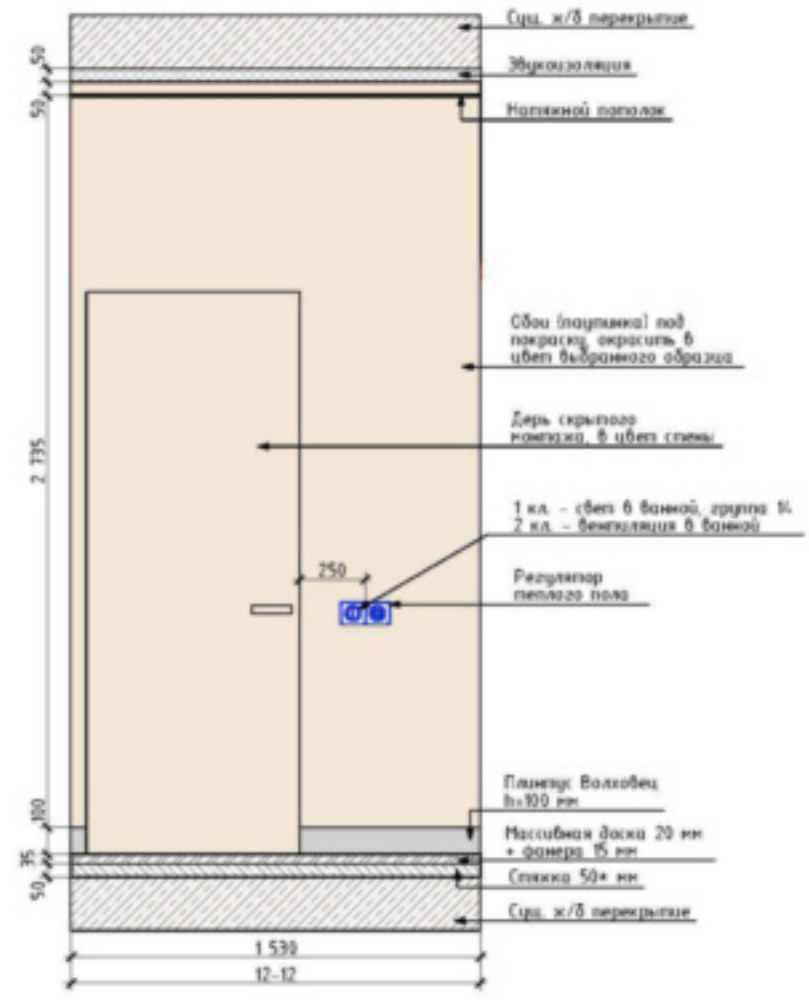 Сущ. ж/б перекрытие
Звукоизоляция
Натяжной потолок
50
50
Обои (паутинка) под
покраску, окрасить в
цвет выбранного образца
Дерь скрытого
монтажа, в цвет стены
2 735
1 кл. - свет в ванной, группа
2 кл. - вентиляция в ванной
250
Регулятор
теплого пола
Плинтус Волховец
h=100 мм
100
Массивная доска 20 мм
+ фанера 15 мм
35
Стяжка 50* мм
50
Сущ. ж/б перекрытие
1 530
12-12